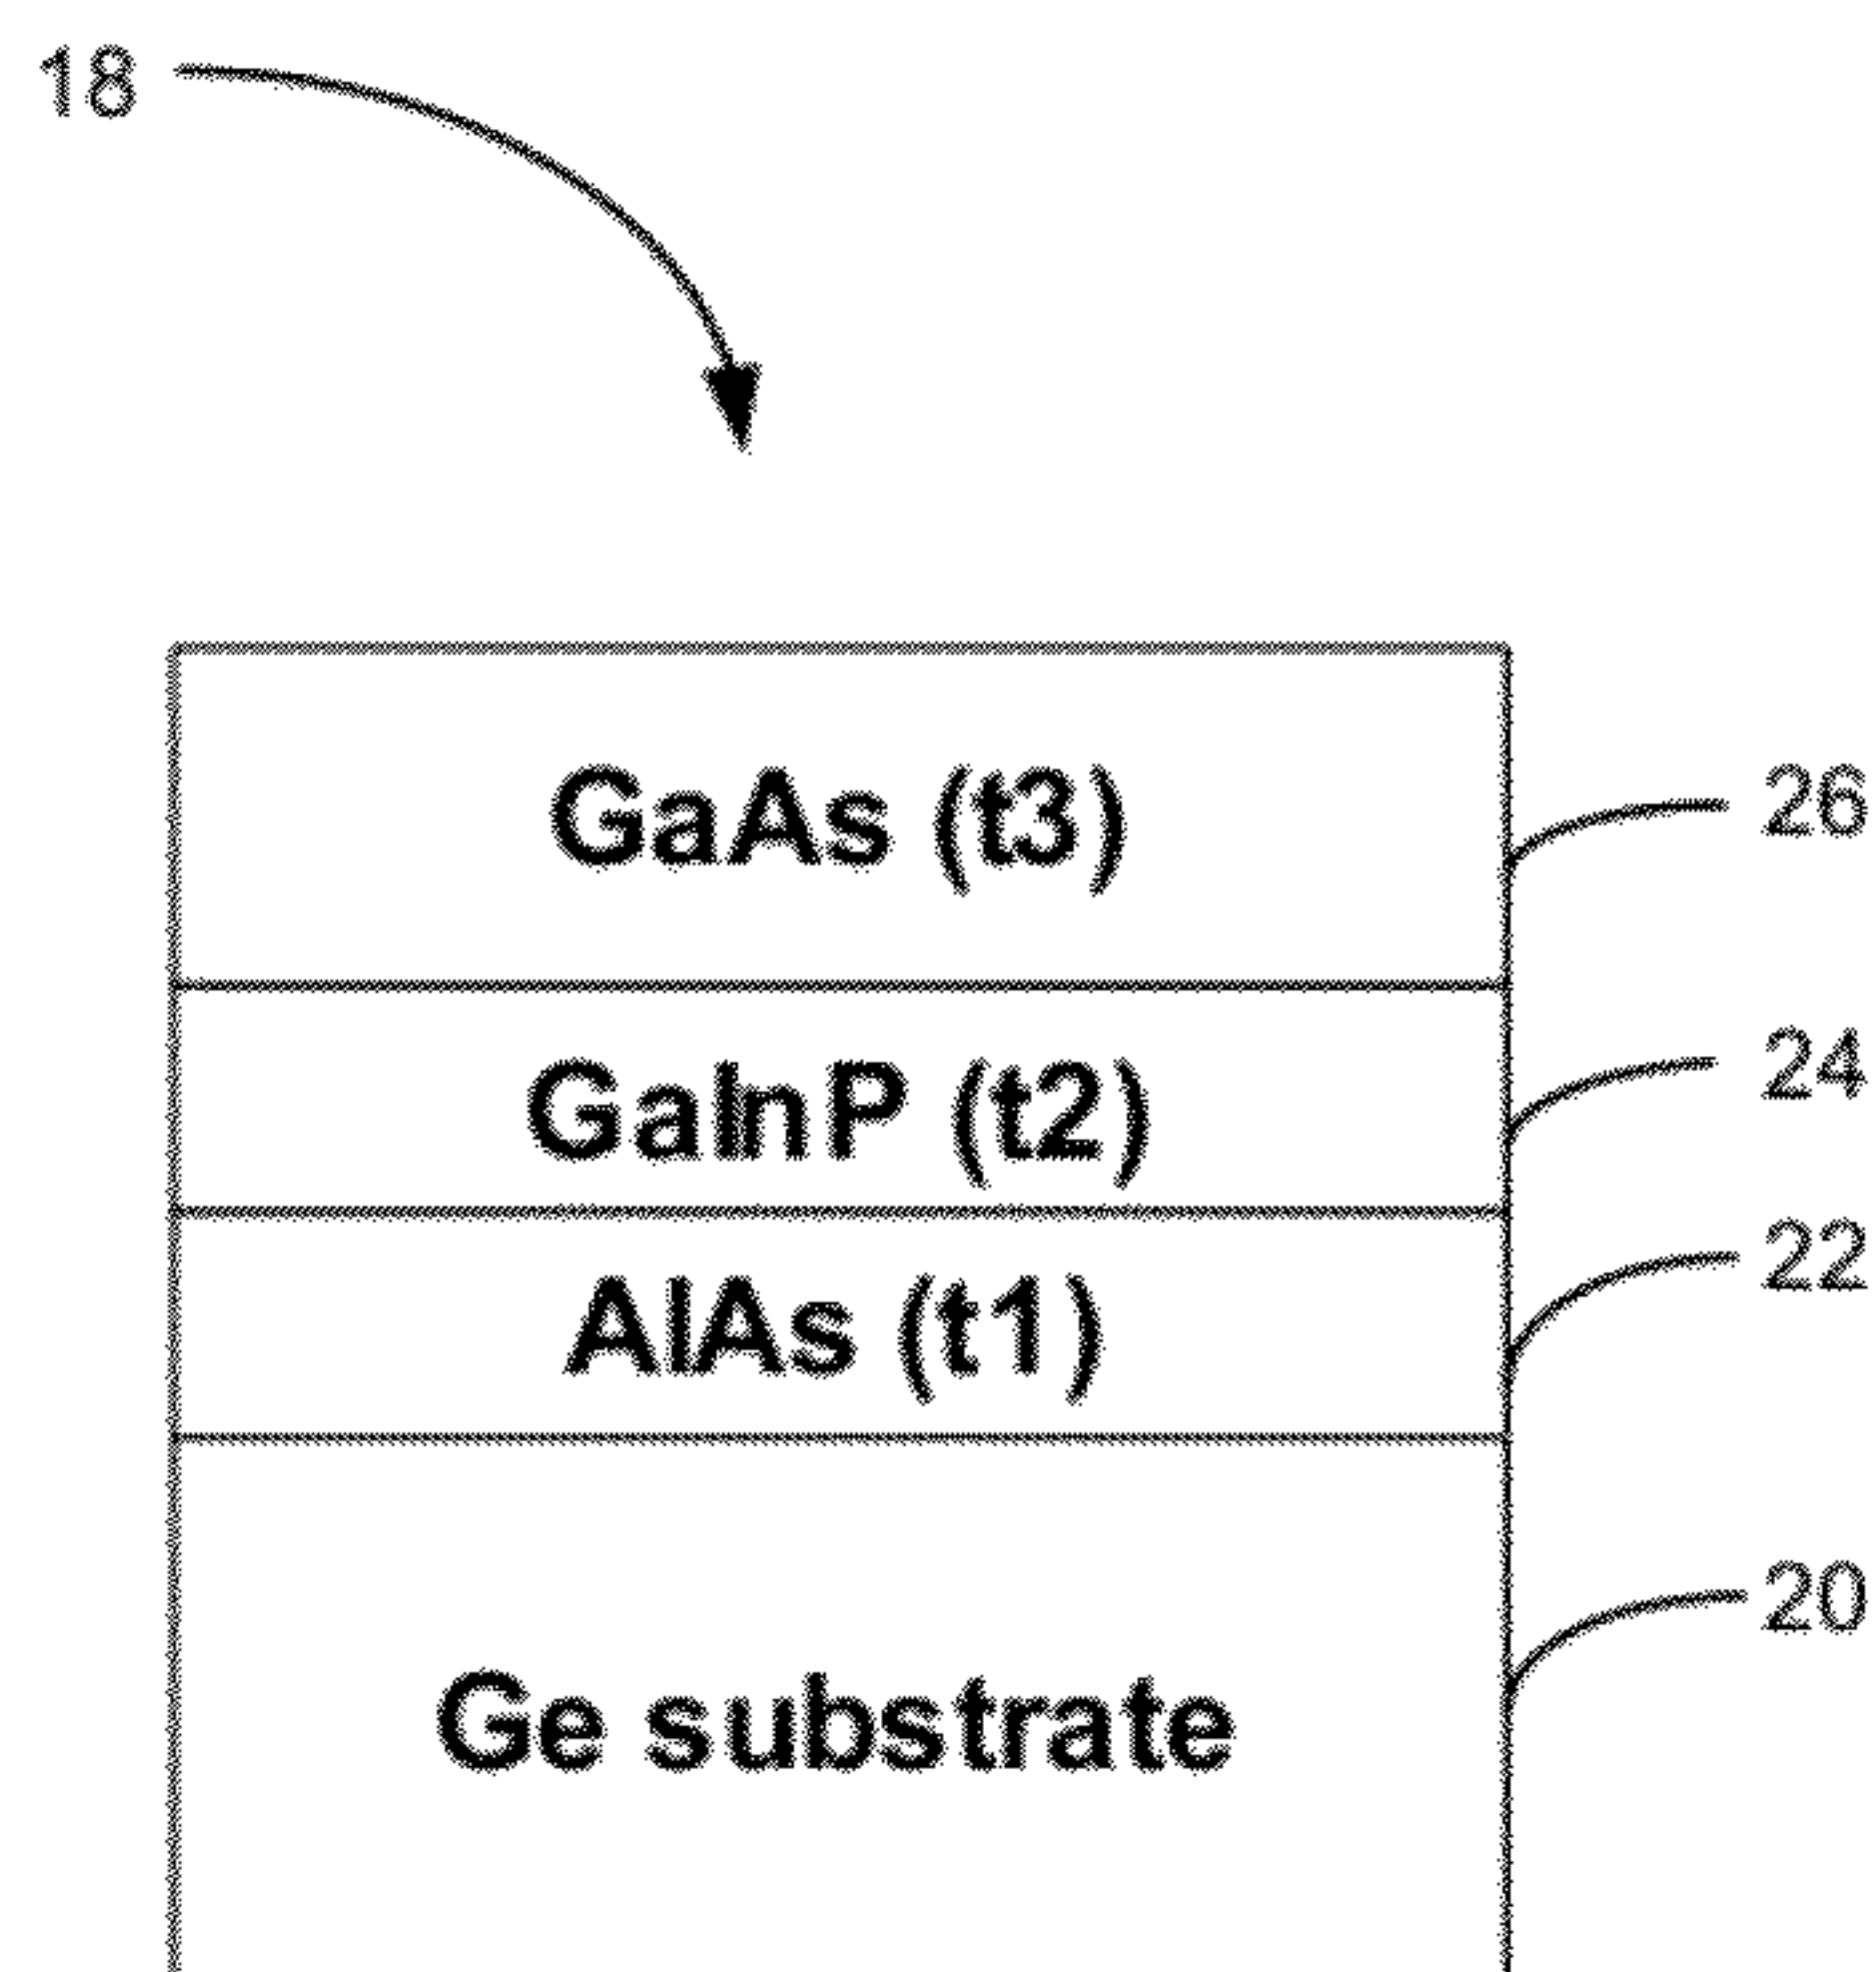 18
GaAs (t3)
26
GaInP (t2)
24
AlAs (t1)
22
Ge substrate
20